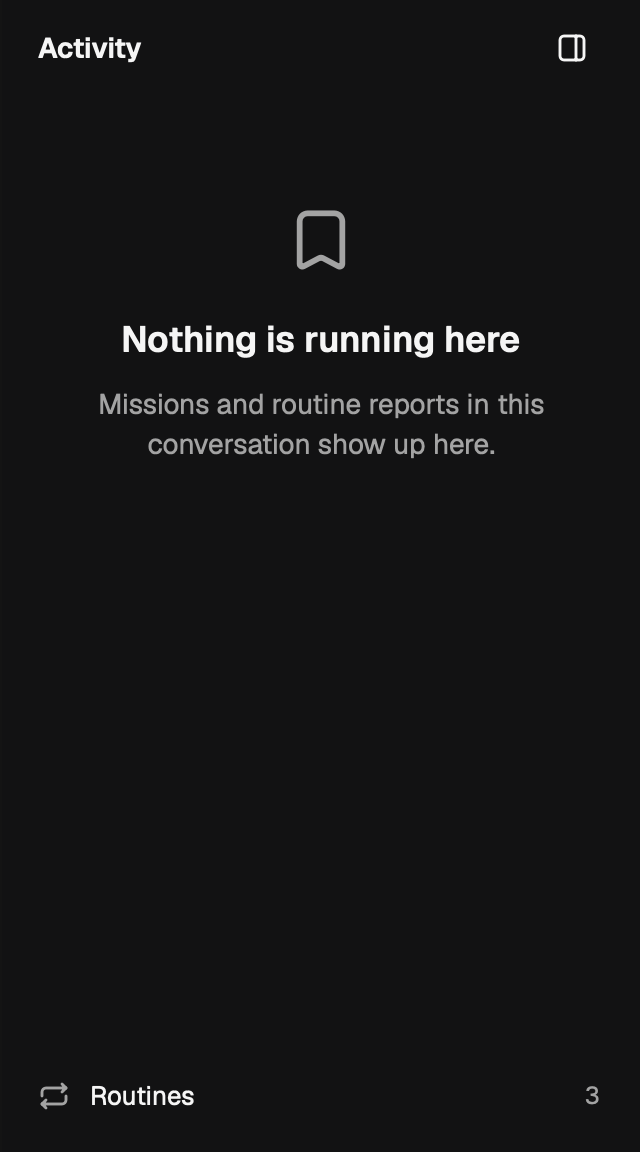 Activity
Nothing is running here
Missions and routine reports in this
conversation show up here.
Routines 3